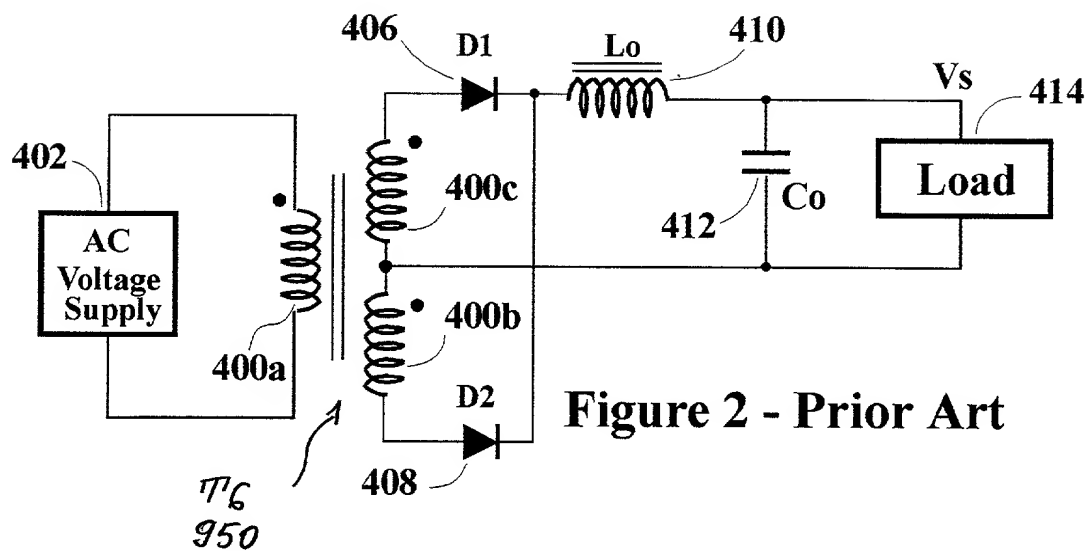 406
D1
Lo
410
Vs
414
402
400c
Load
AC
Voltage
Supply
412
Co
400a
400b
D2
Figure 2 - Prior Art
408
T6
950